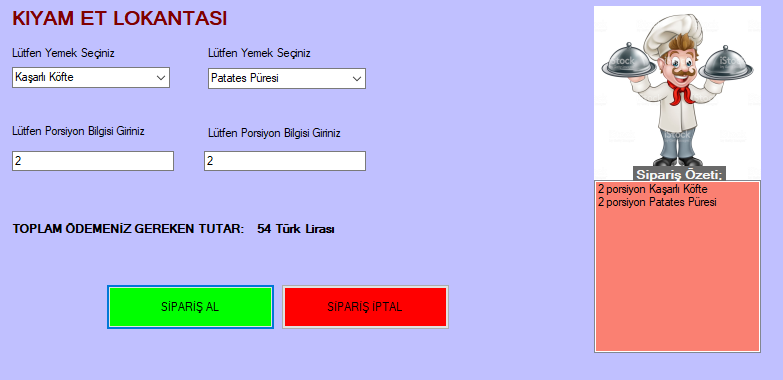 KIYAM ET LOKANTASI
Lütfen Yemek Seçiniz
Lütfen Yemek Seçiniz
Kaşarlı Köfte
Patates Püresi
Lütfen Porsiyon Bilgisi Giriniz
Lütfen Porsiyon Bilgisi Giriniz
2
2
TOPLAM ÖDEMENİZ GEREKEN TUTAR: 54 Türk Lirası
SİPARİŞ AL
SİPARİŞ İPTAL
iStock
iStock
iStock
Sipariş Özeti;
2 porsiyon Kaşarlı Köfte
2 porsiyon Patates Püresi